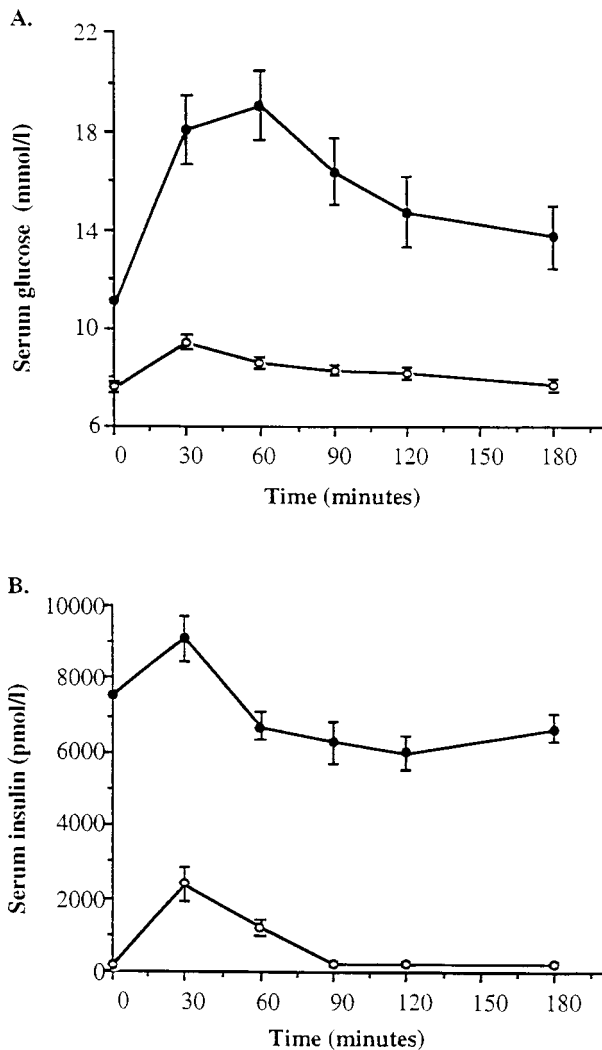 A.
Serum glucose (mmol/l)
22
18
14
10
6
0 30 60 90 120 150 180
Time (minutes)
B.
Serum insulin (pmol/l)
10000
8000
6000
4000
2000
0
0 30 60 90 120 150 180
Time (minutes)